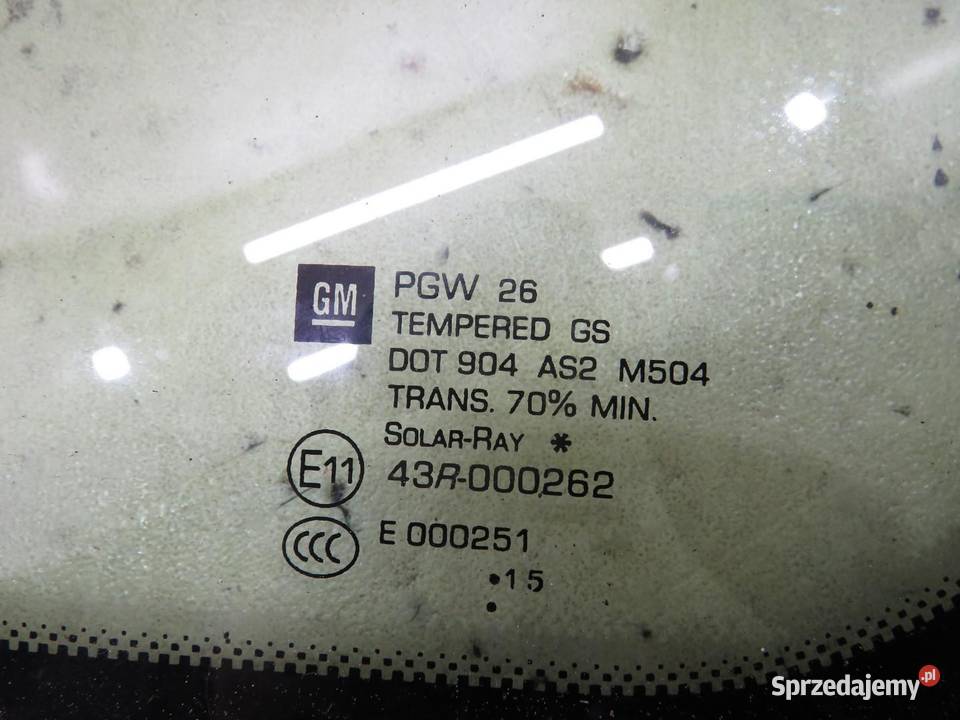 GM
PGW 26
TEMPERED GS
DOT 904 AS2 M504
TRANS. 70% MIN.
SOLAR-RAY *
E11 43R-000262
CCC E 000251
•15
•
Sprzedajemy.pl